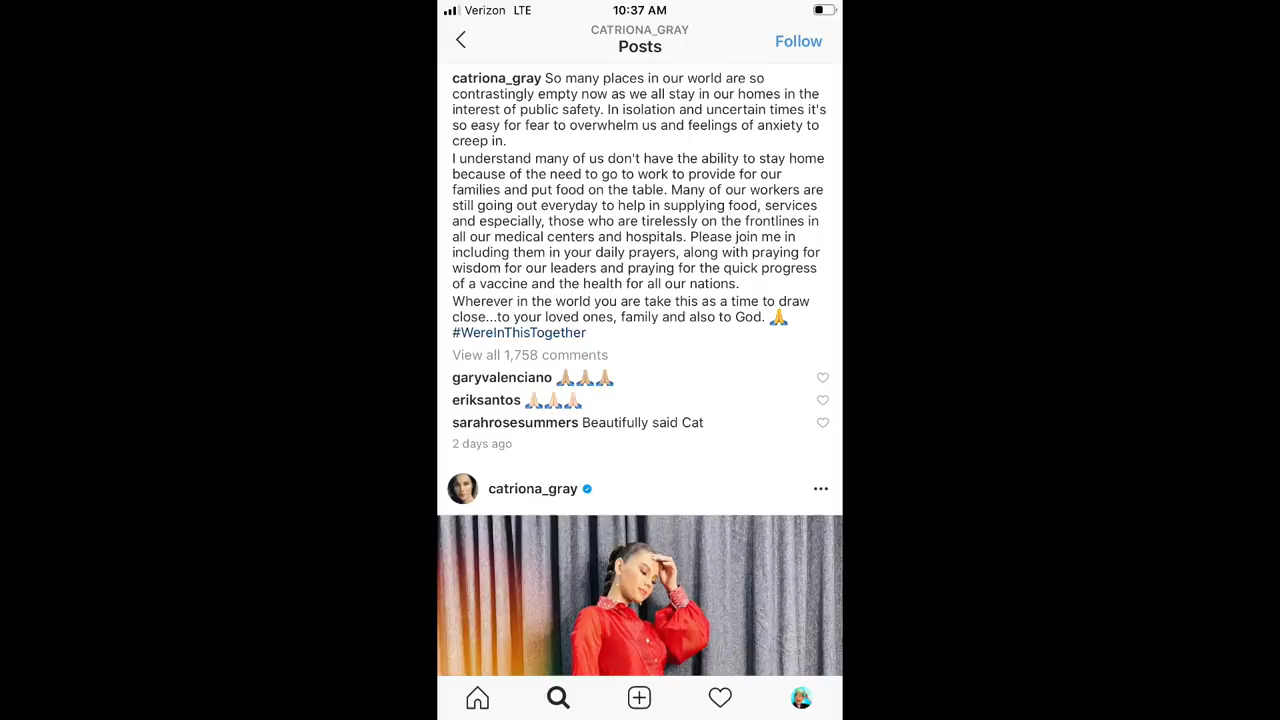 Verizon LTE
10:37 AM
CATRIONA_GRAY
Posts
Follow
catriona_gray So many places in our world are so
contrastingly empty now as we all stay in our homes in the
interest of public safety. In isolation and uncertain times it's
so easy for fear to overwhelm us and feelings of anxiety to
creep in.
I understand many of us don't have the ability to stay home
because of the need to go to work to provide for our
families and put food on the table. Many of our workers are
still going out everyday to help in supplying food, services
and especially, those who are tirelessly on the frontlines in
all our medical centers and hospitals. Please join me in
including them in your daily prayers, along with praying for
wisdom for our leaders and praying for the quick progress
of a vaccine and the health for all our nations.
Wherever in the world you are take this as a time to draw
close...to your loved ones, family and also to God. 🙏
#WereInThisTogether
View all 1,758 comments
garyvalenciano 🙏🏼🙏🏼🙏🏼
eriksantos 🙏🏻🙏🏻🙏🏻
sarahrosesummers Beautifully said Cat
2 days ago
catriona_gray